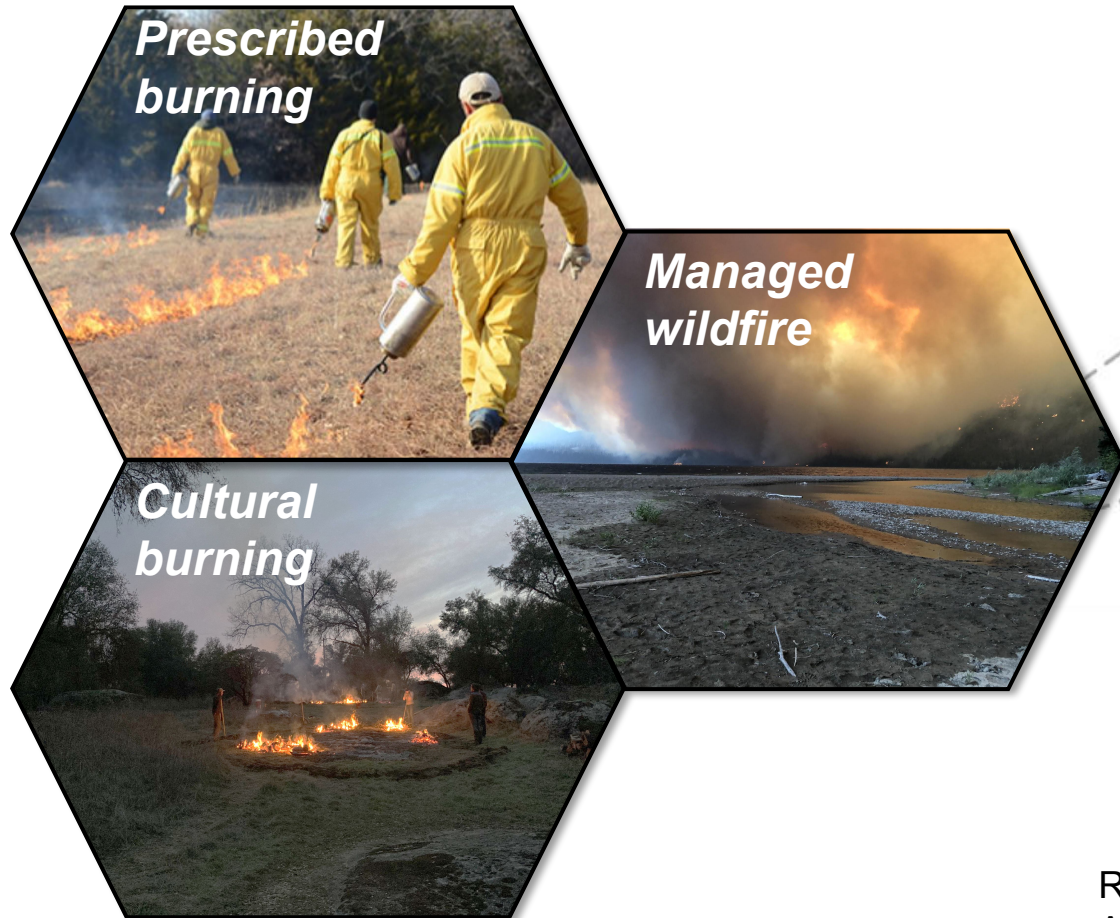 Prescribed
burning
Managed
wildfire
Cultural
burning
R